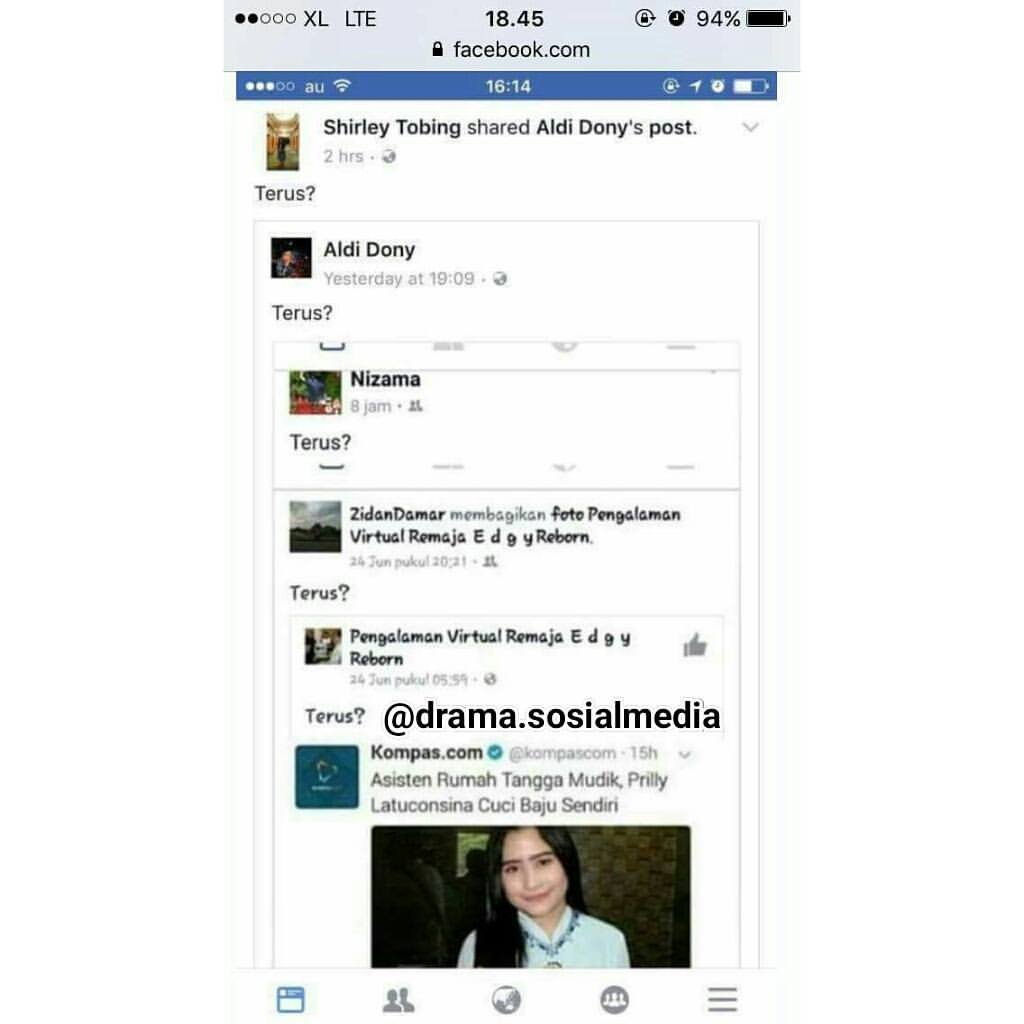 XL LTE 18.45 94%
facebook.com
au 16:14
Shirley Tobing shared Aldi Dony's post.
2 hrs
Terus?
Aldi Dony
Yesterday at 19:09
Terus?
Nizama
8 jam
Terus?
ZidanDamar membagikan foto Pengalaman
Virtual Remaja E d g y Reborn.
24 Jun pukul 20:21
Terus?
Pengalaman Virtual Remaja E d g y
Reborn
24 Jun pukul 05:59
Terus? @drama.sosialmedia
Kompas.com @kompascom · 15h
Asisten Rumah Tangga Mudik, Prilly
Latuconsina Cuci Baju Sendiri